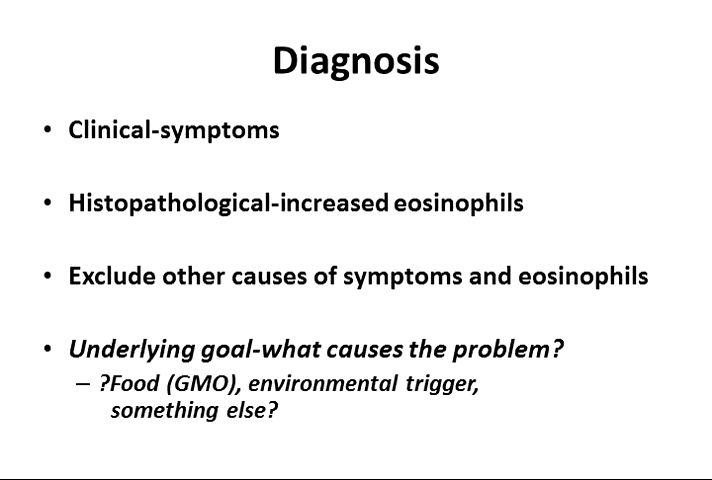 Diagnosis
• Clinical-symptoms
• Histopathological-increased eosinophils
• Exclude other causes of symptoms and eosinophils
• Underlying goal-what causes the problem?
– ?Food (GMO), environmental trigger,
something else?